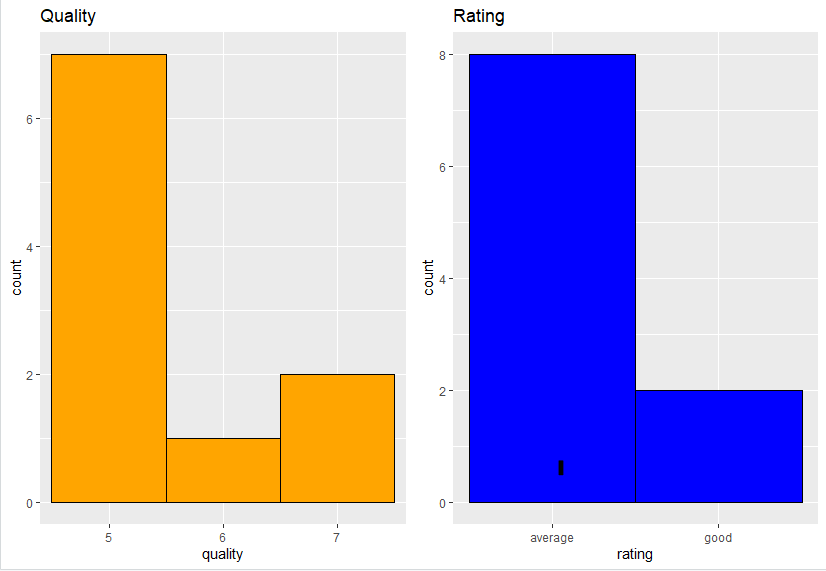 Quality
6
4
2
0
count
5 6 7
quality
Rating
8
6
4
2
0
count
average good
rating